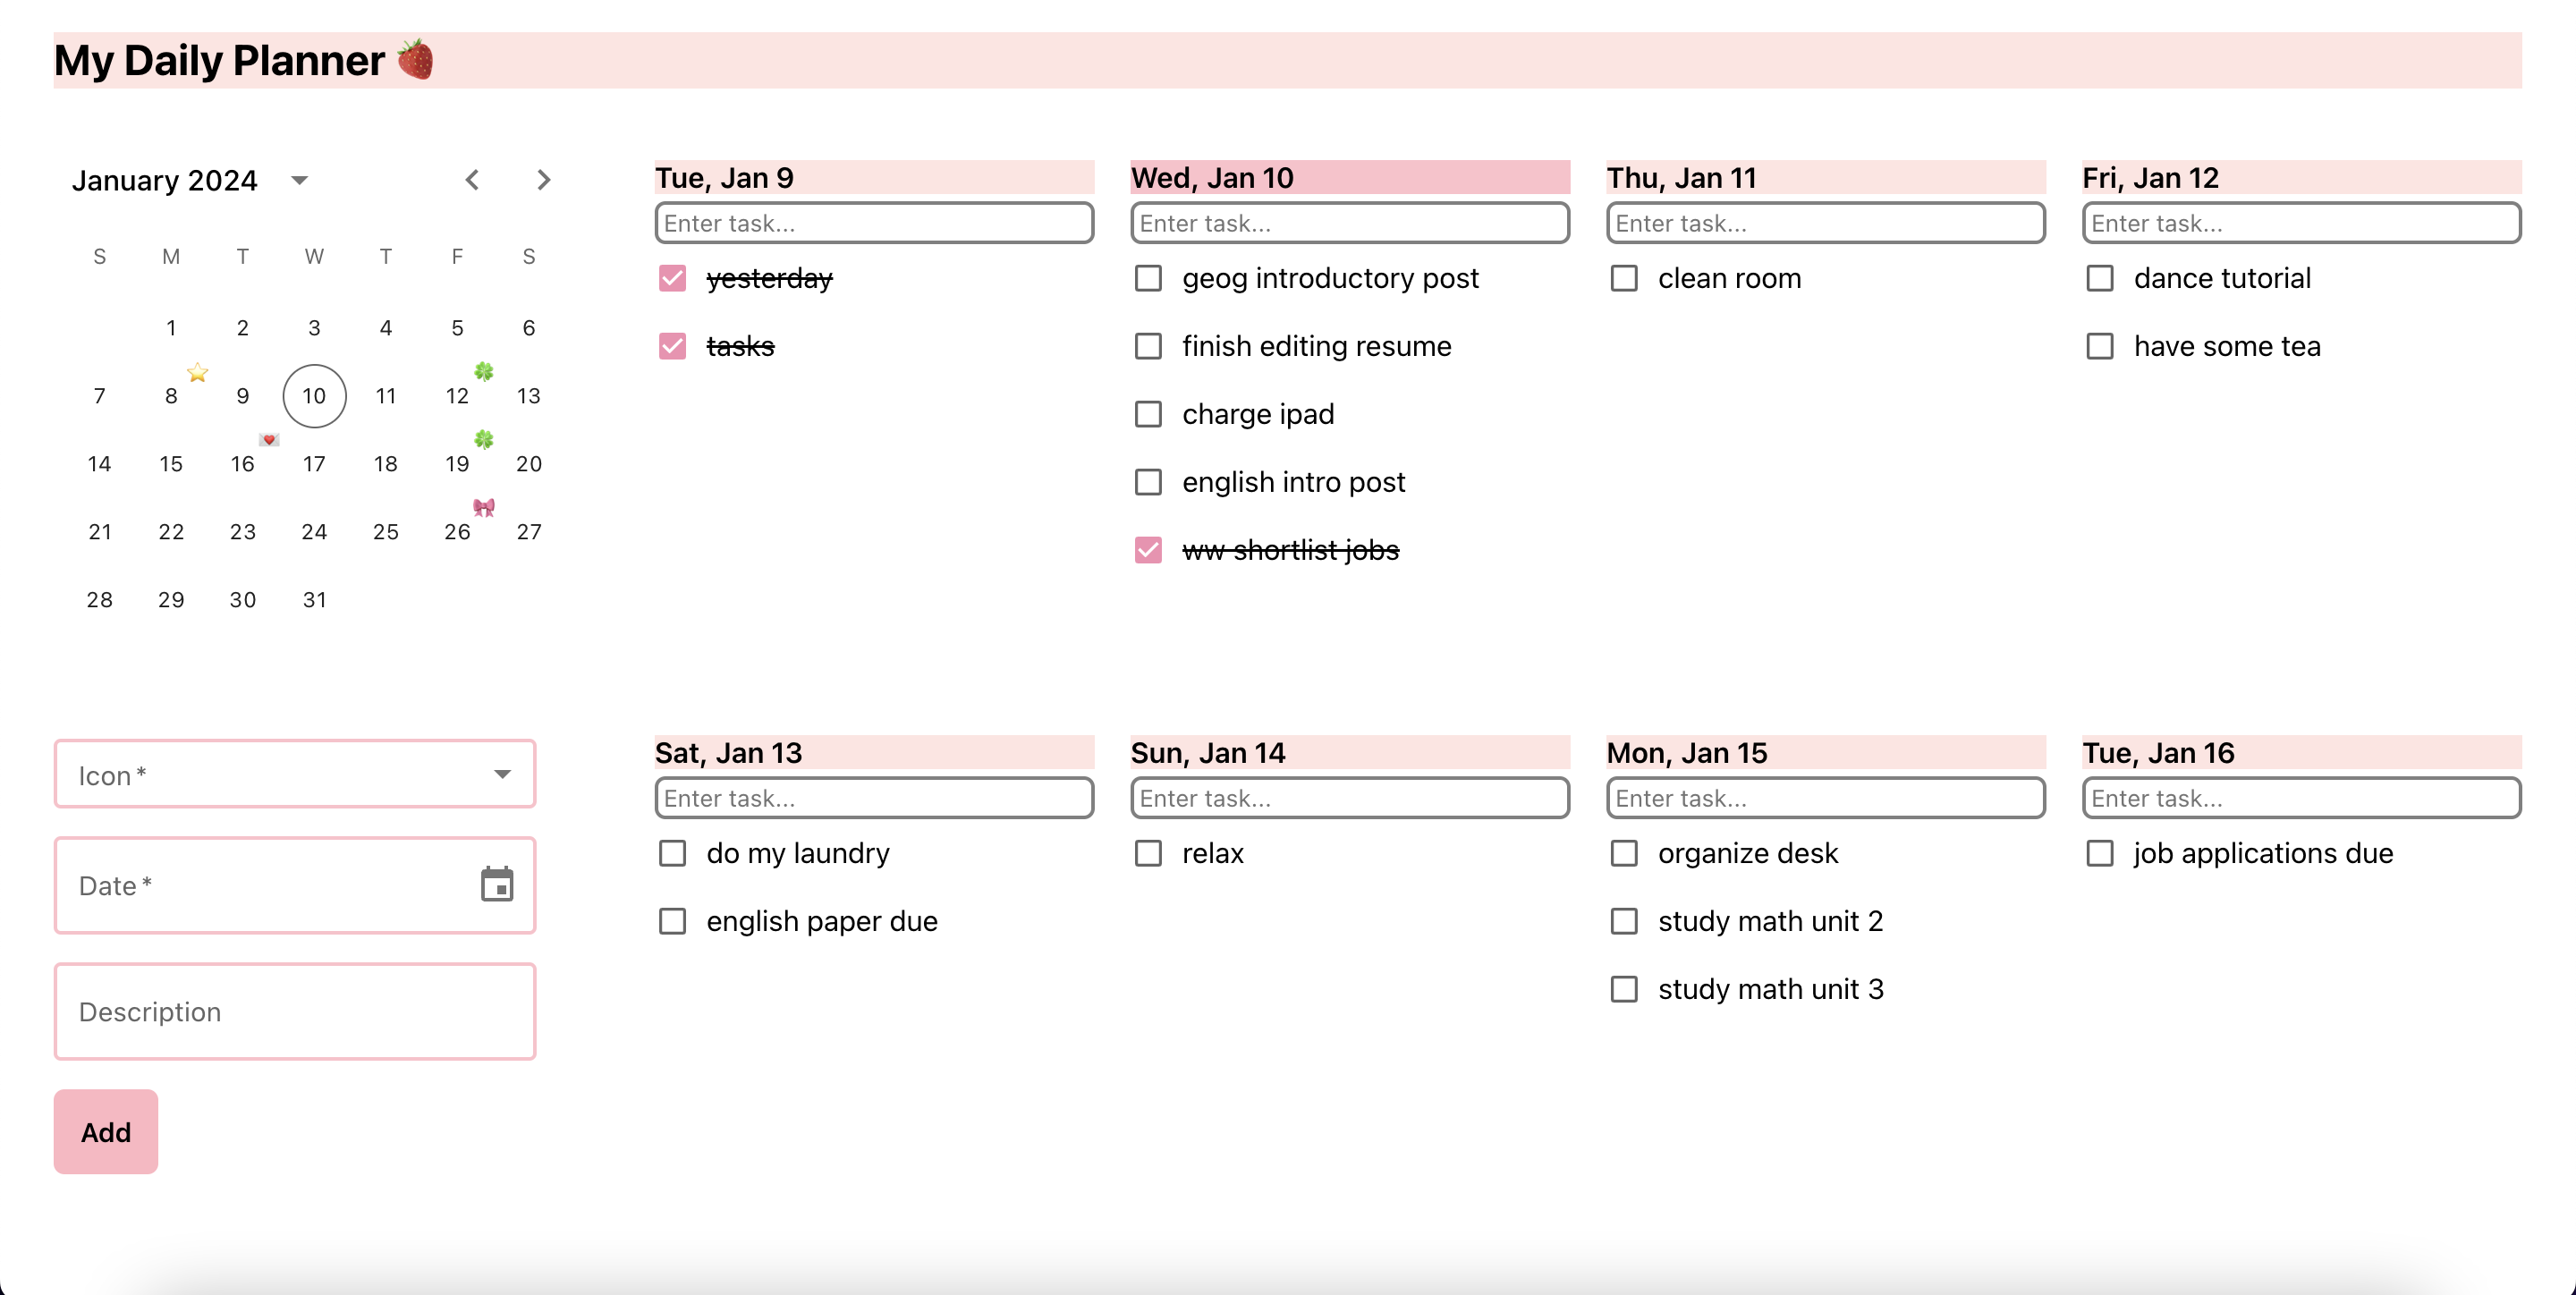 My Daily Planner 🍓
January 2024
S M T W T F S
1 2 3 4 5 6
7 8 9 10 11 12 13
14 15 16 17 18 19 20
21 22 23 24 25 26 27
28 29 30 31
Icon *
Date *
Description
Add
Tue, Jan 9
Enter task...
yesterday
tasks
Wed, Jan 10
Enter task...
geog introductory post
finish editing resume
charge ipad
english intro post
ww shortlist jobs
Thu, Jan 11
Enter task...
clean room
Fri, Jan 12
Enter task...
dance tutorial
have some tea
Sat, Jan 13
Enter task...
do my laundry
english paper due
Sun, Jan 14
Enter task...
relax
Mon, Jan 15
Enter task...
organize desk
study math unit 2
study math unit 3
Tue, Jan 16
Enter task...
job applications due